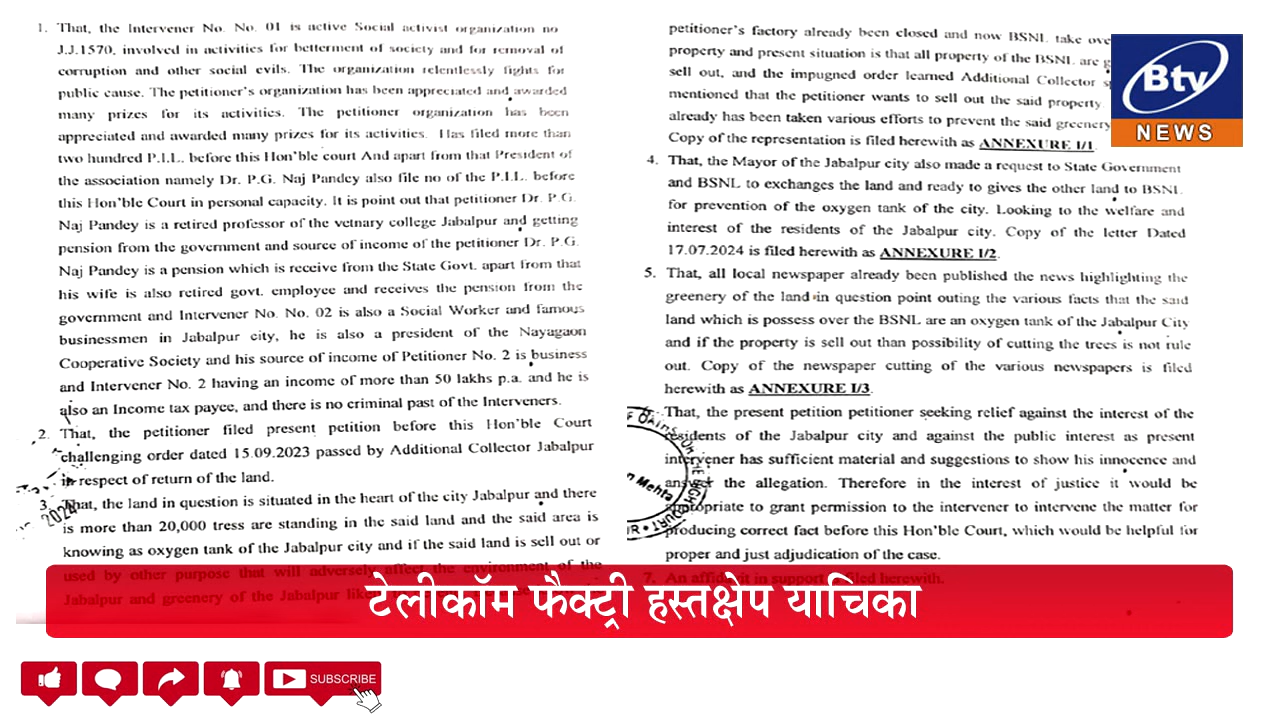 1. That, the Intervener No. No. 01 is active Social activist organization no
J.J.1570, involved in activities for betterment of society and for removal of
corruption and other social evils. The organization relentlessly fights for
public cause. The petitioner's organization has been appreciated and awarded
many prizes for its activities. The petitioner organization has been
appreciated and awarded many prizes for its activities. Has filed more than
two hundred P.I.L. before this Hon'ble court And apart from that President of
the association namely Dr. P.G. Naj Pandey also file no of the P.I.L. before
this Hon'ble Court in personal capacity. It is point out that petitioner Dr. P.G.
Naj Pandey is a retired professor of the vetnary college Jabalpur and getting
pension from the government and source of income of the petitioner Dr. P.G.
Naj Pandey is a pension which is receive from the State Govt. apart from that
his wife is also retired govt. employee and receives the pension from the
government and Intervener No. No. 02 is also a Social Worker and famous
businessmen in Jabalpur city, he is also a president of the Nayagaon
Cooperative Society and his source of income of Petitioner No. 2 is business
and Intervener No. 2 having an income of more than 50 lakhs p.a. and he is
also an Income tax payee, and there is no criminal past of the Interveners.
2. That, the petitioner filed present petition before this Hon'ble Court
challenging order dated 15.09.2023 passed by Additional Collector Jabalpur
in respect of return of the land.
3. That, the land in question is situated in the heart of the city Jabalpur and there
is more than 20,000 tress are standing in the said land and the said area is
knowing as oxygen tank of the Jabalpur city and if the said land is sell out or
used by other purpose that will adversely affect the environment of the
Jabalpur and greenery of the Jabalpur
petitioner's factory already been closed and now BSNL take
property and present situation is that all property of the BSNL are
sell out, and the impugned order learned Additional Collector
mentioned that the petitioner wants to sell out the said property.
already has been taken various efforts to prevent the said greenery
Copy of the representation is filed herewith as ANNEXURE I/1.
4. That, the Mayor of the Jabalpur city also made a request to State Government
and BSNL to exchanges the land and ready to gives the other land to BSNL
for prevention of the oxygen tank of the city. Looking to the welfare and
interest of the residents of the Jabalpur city. Copy of the letter Dated
17.07.2024 is filed herewith as ANNEXURE I/2.
5. That, all local newspaper already been published the news highlighting the
greenery of the land in question point outing the various facts that the said
land which is possess over the BSNL are an oxygen tank of the Jabalpur City
and if the property is sell out than possibility of cutting the trees is not rule
out. Copy of the newspaper cutting of the various newspapers is filed
herewith as ANNEXURE I/3.
That, the present petition petitioner seeking relief against the interest of the
residents of the Jabalpur city and against the public interest as present
intervener has sufficient material and suggestions to show his innocence and
answer the allegation. Therefore in the interest of justice it would be
appropriate to grant permission to the intervener to intervene the matter for
producing correct fact before this Hon'ble Court, which would be helpful for
proper and just adjudication of the case.
7. An affidavit in support is filed herewith.
Btv
NEWS
Mehta
टेलीकॉम फैक्ट्री हस्तक्षेप याचिका
SUBSCRIBE